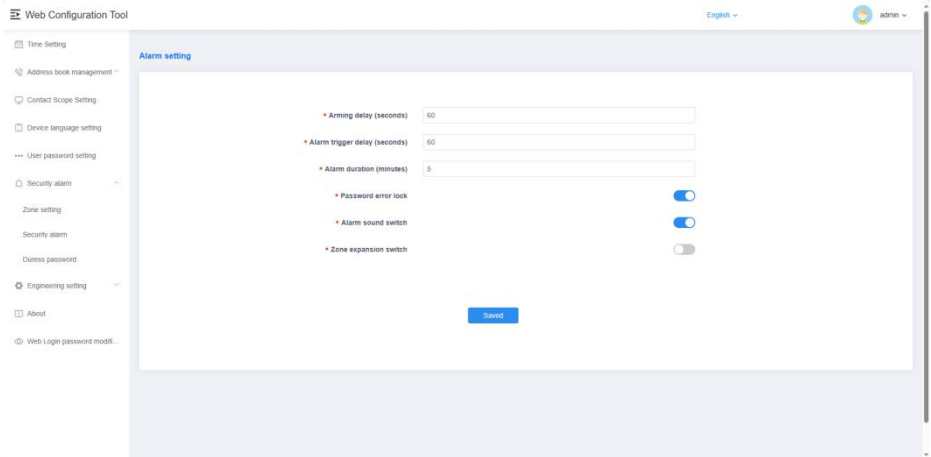 Web Configuration Tool
English
admin
Time Setting
Address book management
Contact Scope Setting
Device language setting
User password setting
Security alarm
Zone setting
Security alarm
Duress password
Engineering setting
About
Web Login password modifi...
Alarm setting
* Arming delay (seconds) 60
* Alarm trigger delay (seconds) 60
* Alarm duration (minutes) 5
* Password error lock
* Alarm sound switch
* Zone expansion switch
Saved